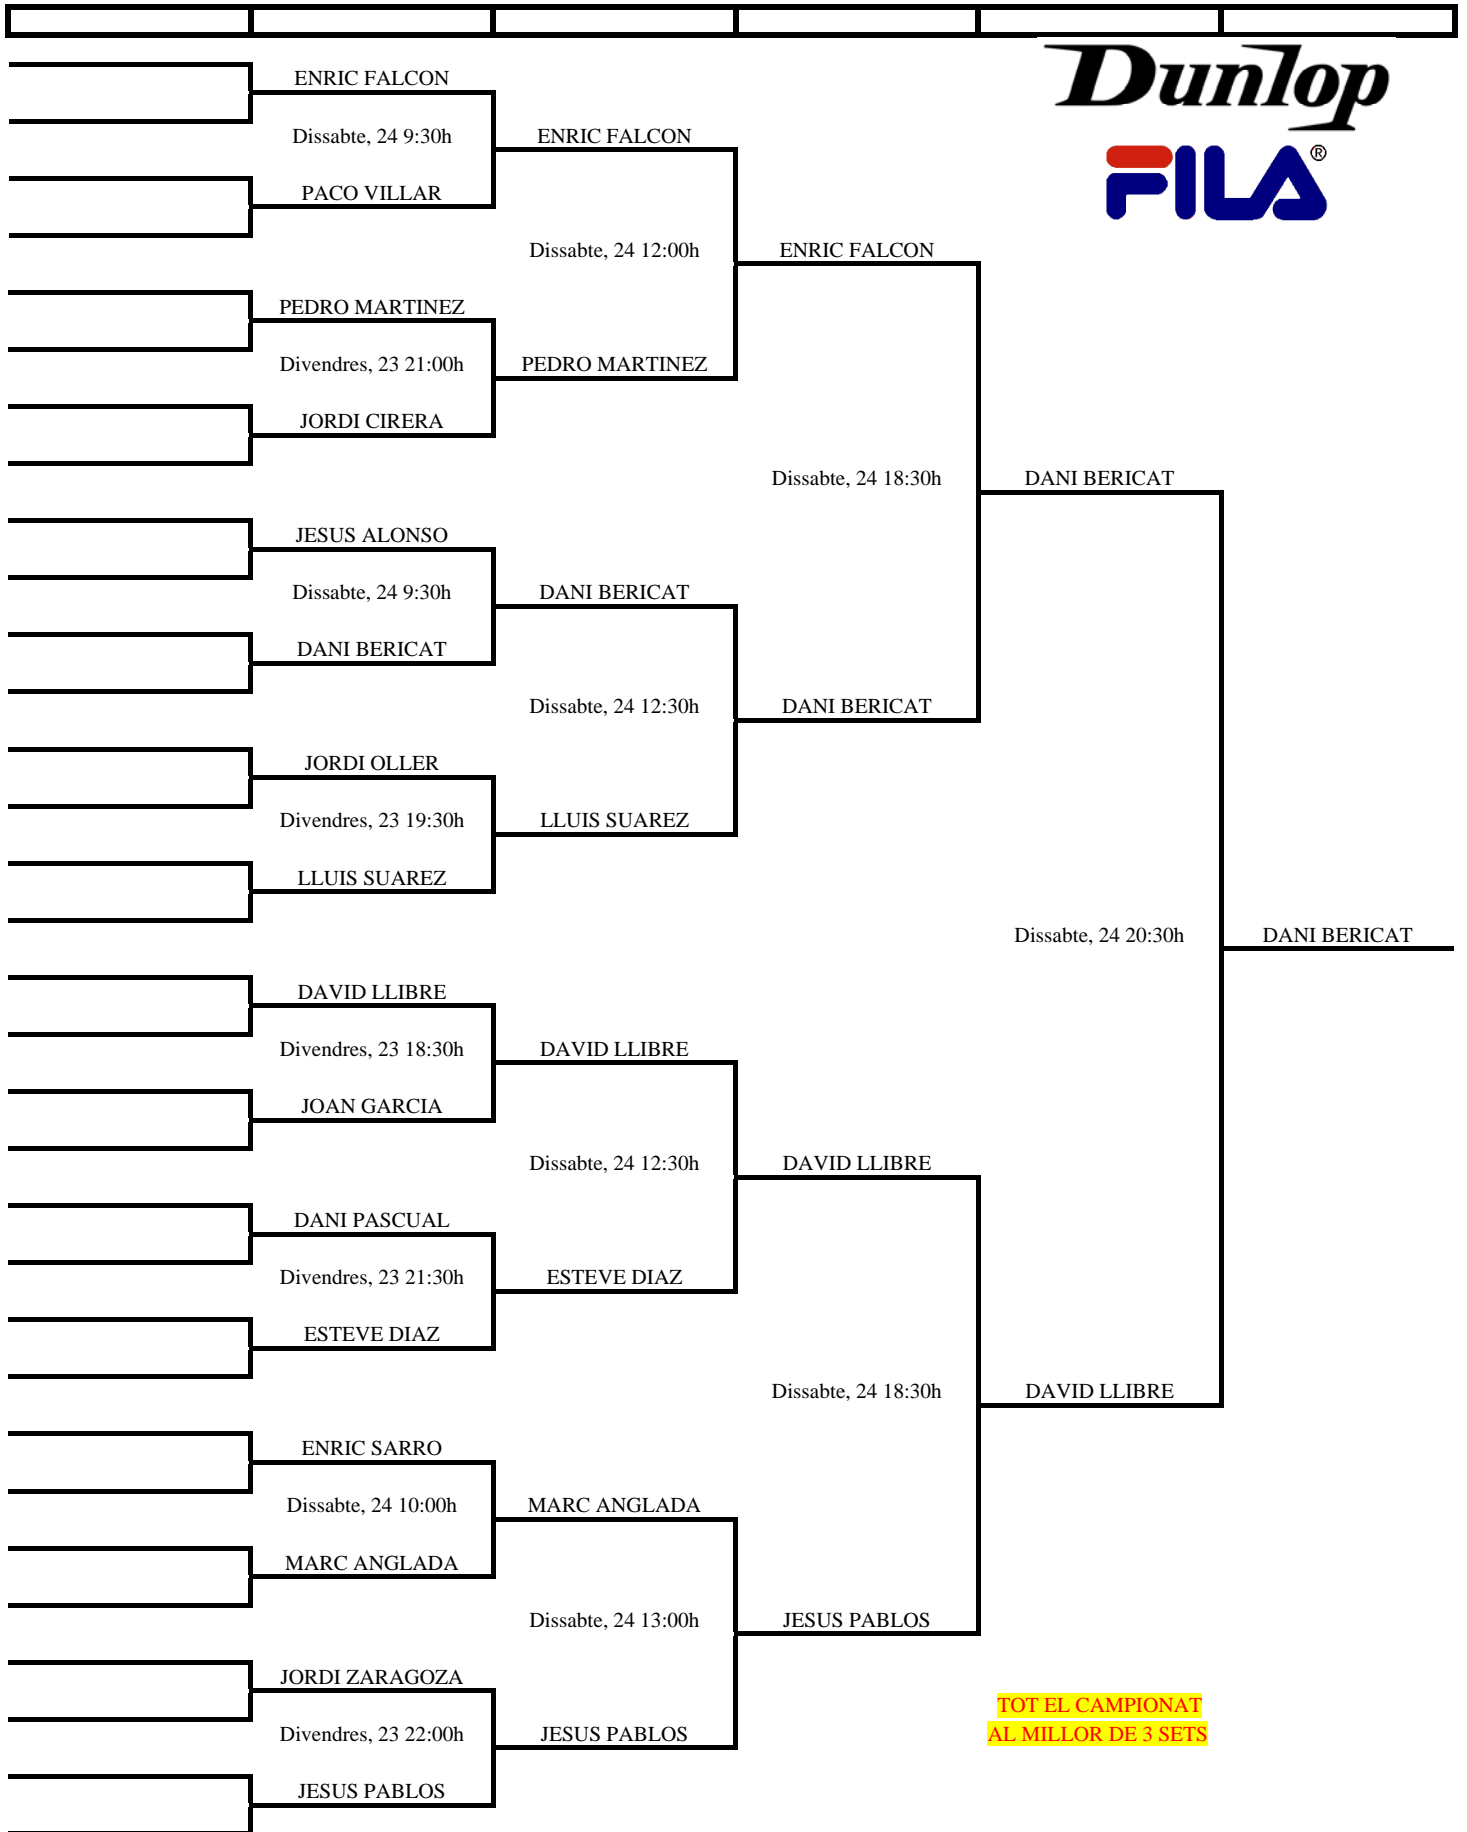 Dunlop
FILA®
ENRIC FALCON
Dissabte, 24 9:30h
ENRIC FALCON
PACO VILLAR
Dissabte, 24 12:00h
ENRIC FALCON
PEDRO MARTINEZ
Divendres, 23 21:00h
PEDRO MARTINEZ
JORDI CIRERA
Dissabte, 24 18:30h
DANI BERICAT
JESUS ALONSO
Dissabte, 24 9:30h
DANI BERICAT
DANI BERICAT
Dissabte, 24 12:30h
DANI BERICAT
JORDI OLLER
Divendres, 23 19:30h
LLUIS SUAREZ
LLUIS SUAREZ
Dissabte, 24 20:30h
DANI BERICAT
DAVID LLIBRE
Divendres, 23 18:30h
DAVID LLIBRE
JOAN GARCIA
Dissabte, 24 12:30h
DAVID LLIBRE
DANI PASCUAL
Divendres, 23 21:30h
ESTEVE DIAZ
ESTEVE DIAZ
Dissabte, 24 18:30h
DAVID LLIBRE
ENRIC SARRO
Dissabte, 24 10:00h
MARC ANGLADA
MARC ANGLADA
Dissabte, 24 13:00h
JESUS PABLOS
JORDI ZARAGOZA
Divendres, 23 22:00h
JESUS PABLOS
JESUS PABLOS
TOT EL CAMPIONAT
AL MILLOR DE 3 SETS